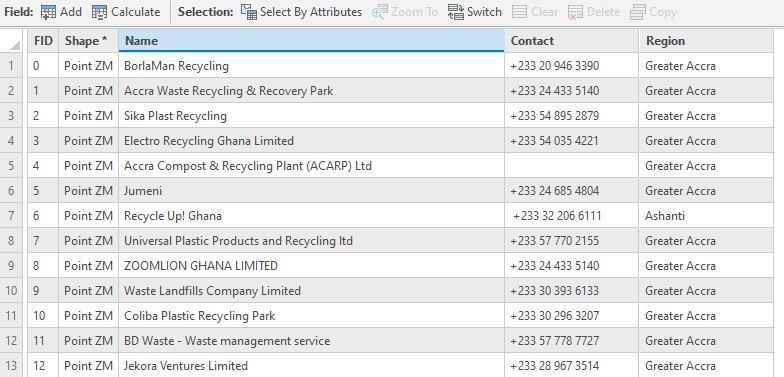 Field: Add Calculate Selection: Select By Attributes Zoom To Switch Clear Delete Copy
FID Shape * Name Contact Region
1 0 Point ZM BorlaMan Recycling +233 20 946 3390 Greater Accra
2 1 Point ZM Accra Waste Recycling & Recovery Park +233 24 433 5140 Greater Accra
3 2 Point ZM Sika Plast Recycling +233 54 895 2879 Greater Accra
4 3 Point ZM Electro Recycling Ghana Limited +233 54 035 4221 Greater Accra
5 4 Point ZM Accra Compost & Recycling Plant (ACARP) Ltd Greater Accra
6 5 Point ZM Jumeni +233 24 685 4804 Greater Accra
7 6 Point ZM Recycle Up! Ghana +233 32 206 6111 Ashanti
8 7 Point ZM Universal Plastic Products and Recycling ltd +233 57 770 2155 Greater Accra
9 8 Point ZM ZOOMLION GHANA LIMITED +233 24 433 5140 Greater Accra
10 9 Point ZM Waste Landfills Company Limited +233 30 393 6133 Greater Accra
11 10 Point ZM Coliba Plastic Recycling Park +233 30 296 3207 Greater Accra
12 11 Point ZM BD Waste - Waste management service +233 57 778 7727 Greater Accra
13 12 Point ZM Jekora Ventures Limited +233 28 967 3514 Greater Accra